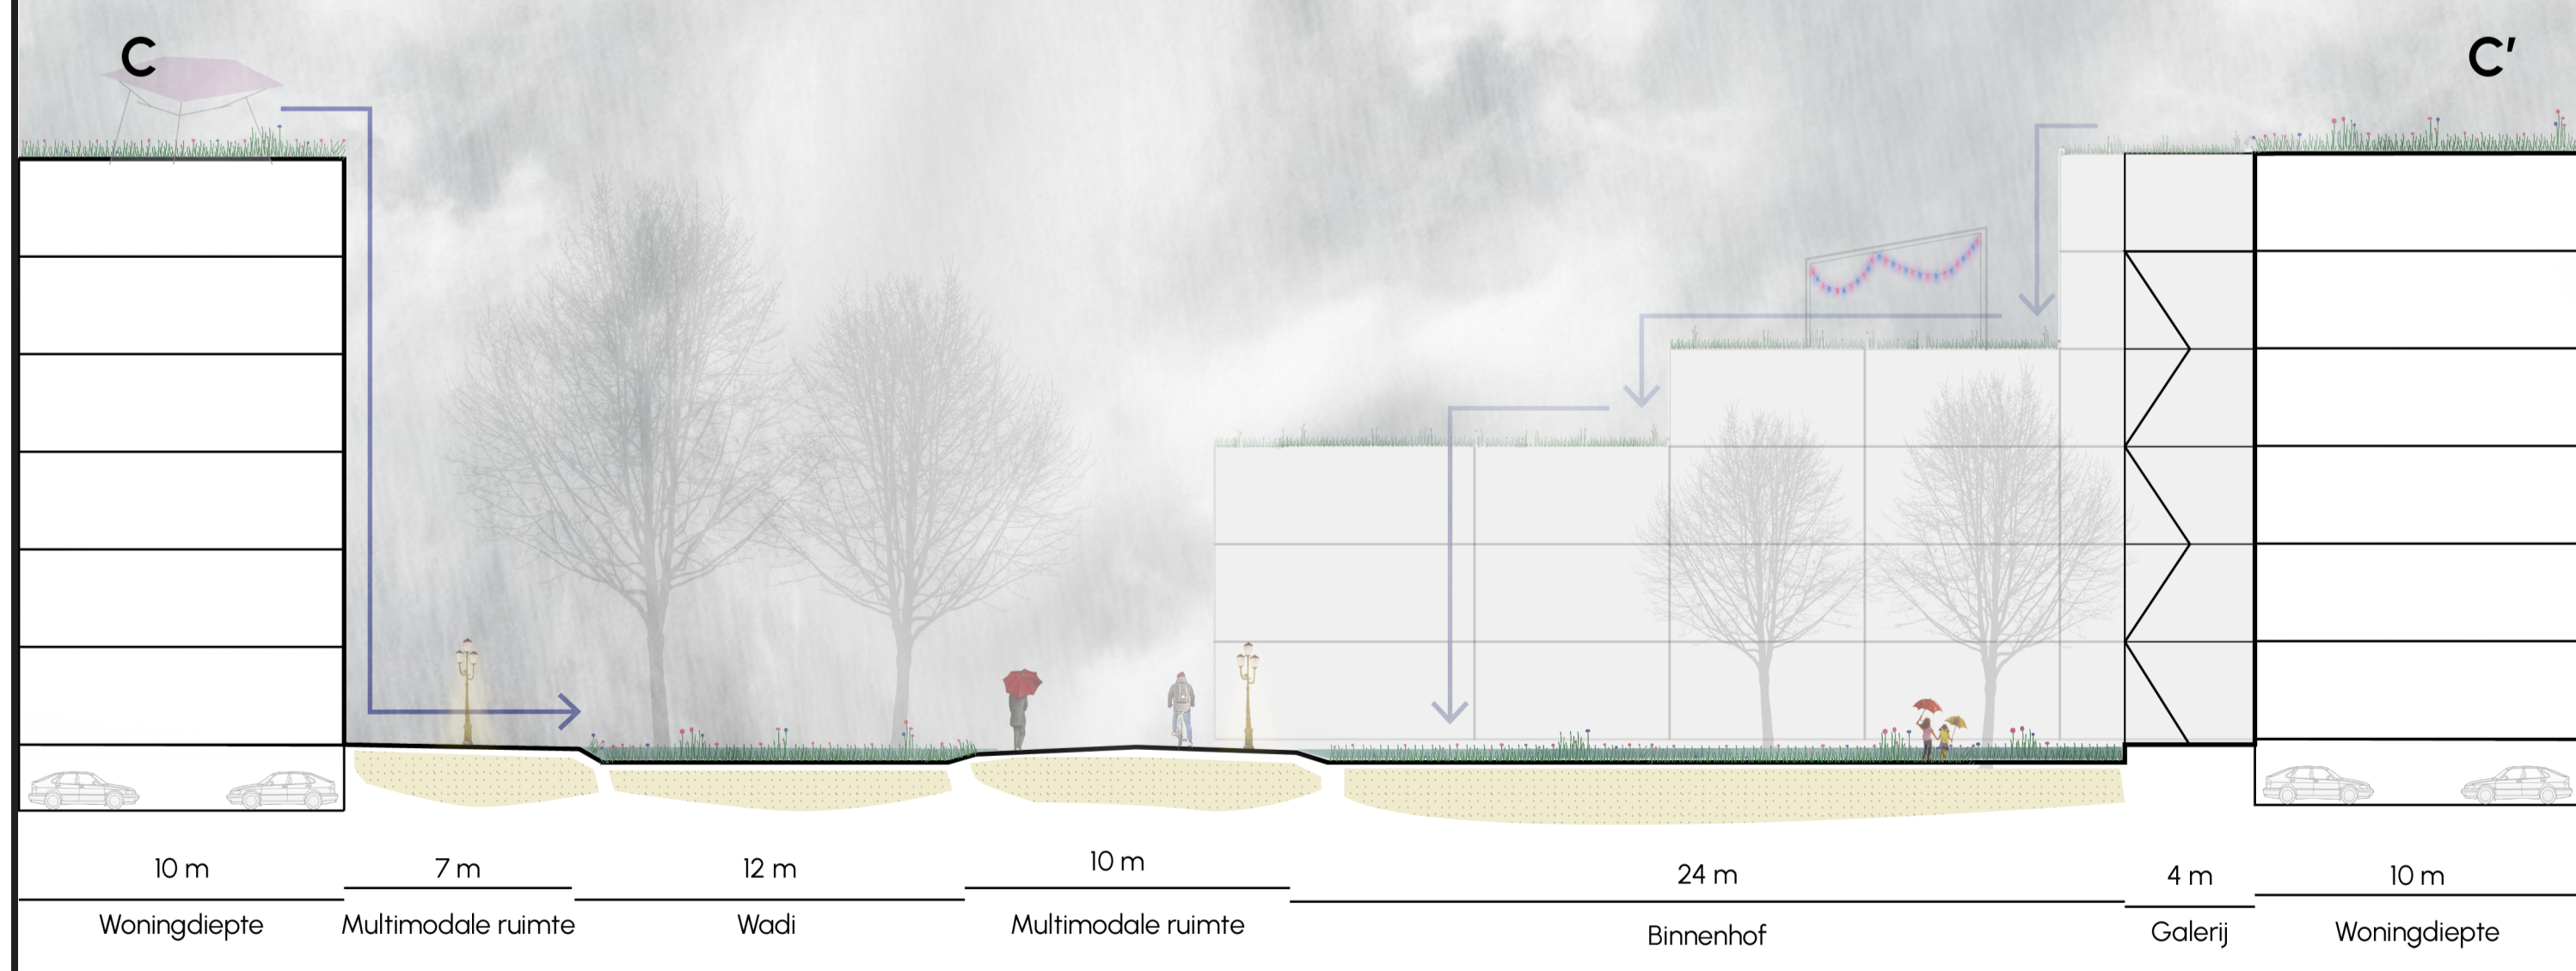 C
C'
10 m
7 m
12 m
10 m
24 m
4 m
10 m
Woningdiepte
Multimodale ruimte
Wadi
Multimodale ruimte
Binnenhof
Galerij
Woningdiepte